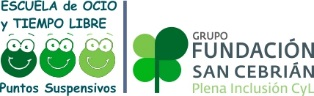 ESCUELA de OCIO
y TIEMPO LIBRE
Puntos Suspensivos
GRUPO
FUNDACIÓN
SAN CEBRIÁN
Plena Inclusión CyL